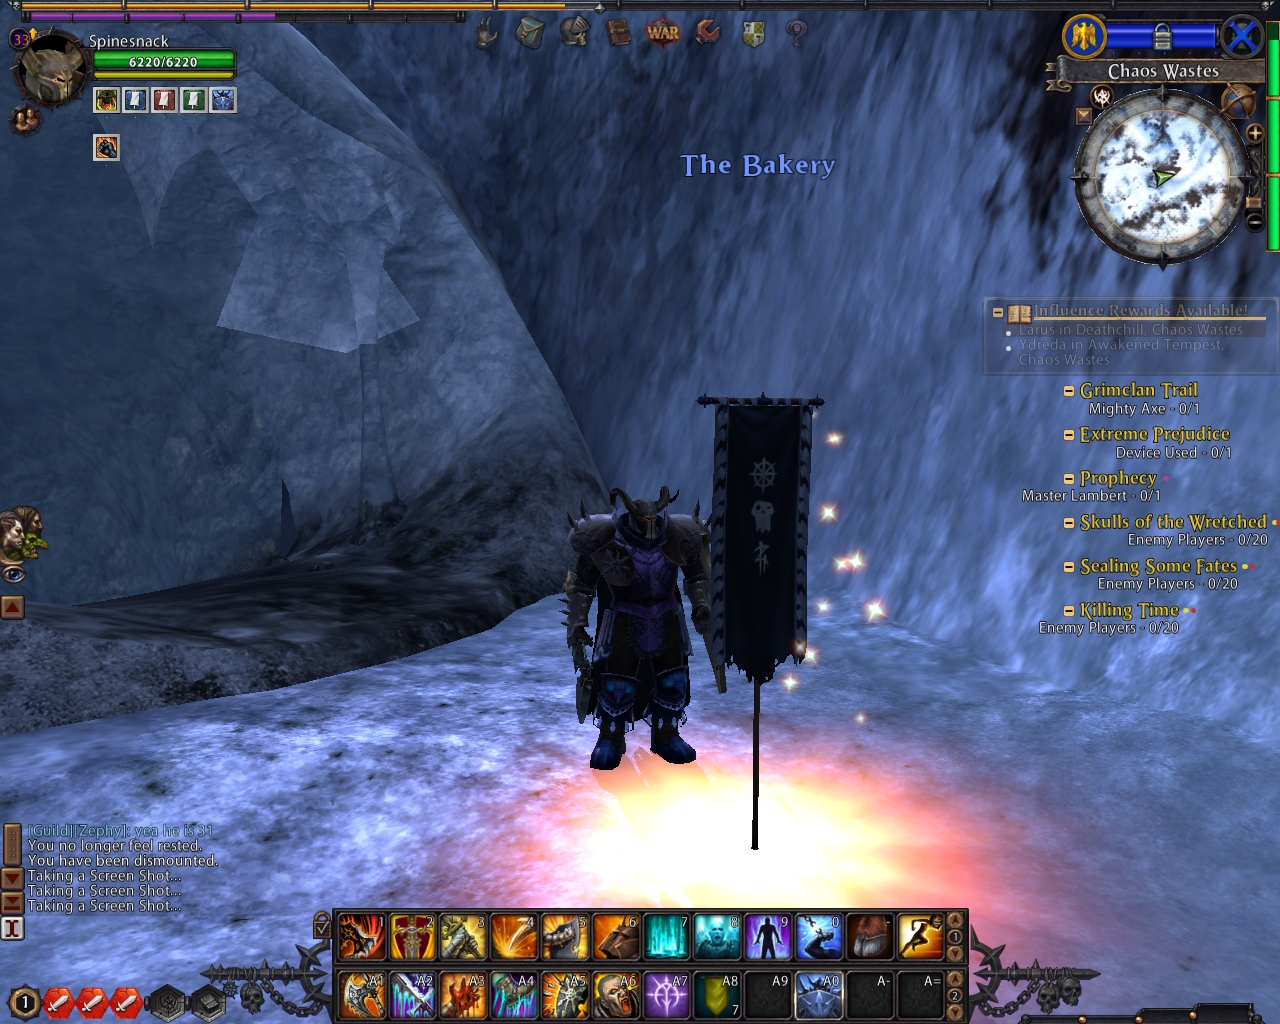 33
Spinesnack
6220/6220
WAR
Chaos Wastes
The Bakery
Influence Rewards Available!
Larus in Deathchill, Chaos Wastes
Ydreda in Awakened Tempest,
Chaos Wastes
Grimclan Trail
Mighty Axe - 0/1
Extreme Prejudice
Device Used - 0/1
Prophecy
Master Lambert - 0/1
Skulls of the Wretched
Enemy Players - 0/20
Sealing Some Fates
Enemy Players - 0/20
Killing Time
Enemy Players - 0/20
[Guild][Zephy]: yea he is 31
You no longer feel rested.
You have been dismounted.
Taking a Screen Shot...
Taking a Screen Shot...
Taking a Screen Shot...
1 2 3 4 5 6 7 8 9 0 - = 1
A1 A2 A3 A4 A5 A6 A7 A8 7 A9 A0 A- A= 2
1